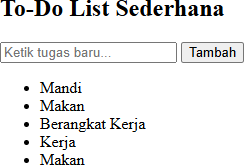 To-Do List Sederhana
Ketik tugas baru... Tambah
Mandi
Makan
Berangkat Kerja
Kerja
Makan